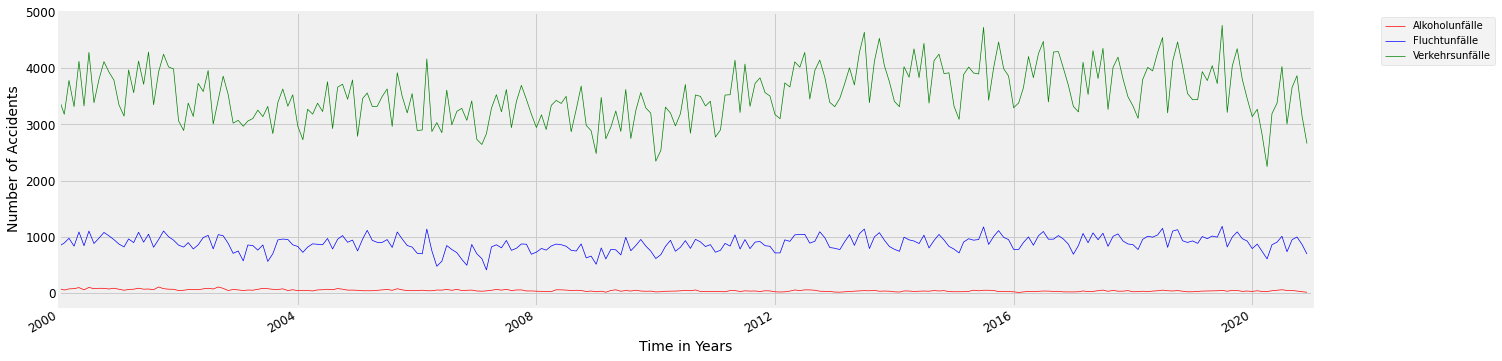 5000
4000
3000
2000
1000
0
Number of Accidents
2000
2004
2008
2012
2016
2020
Time in Years
Alkoholunfälle
Fluchtunfälle
Verkehrsunfälle